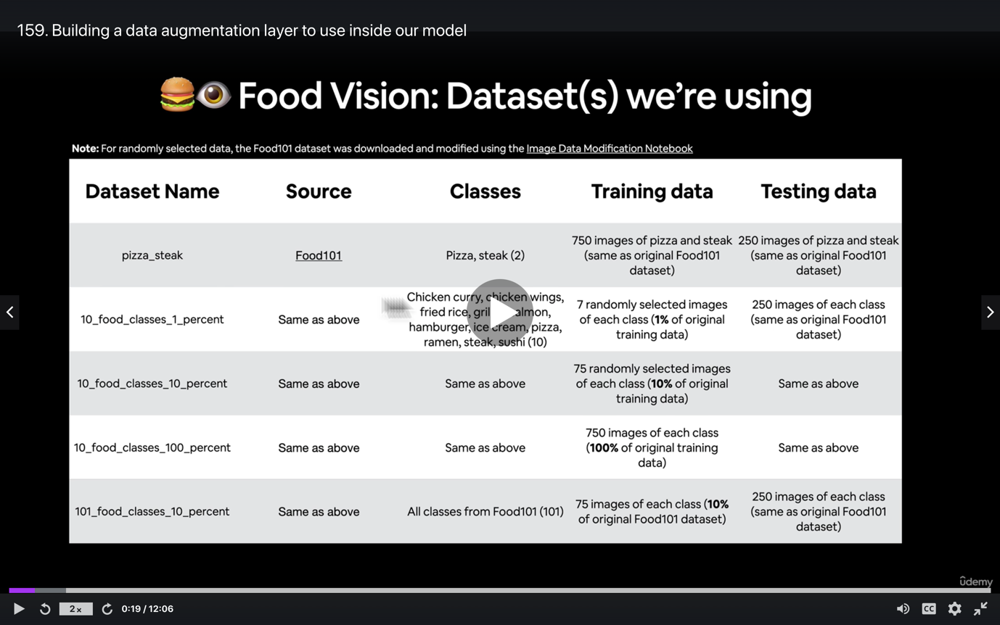 159. Building a data augmentation layer to use inside our model
🍔👁 Food Vision: Dataset(s) we're using
Note: For randomly selected data, the Food101 dataset was downloaded and modified using the Image Data Modification Notebook
Dataset Name Source Classes Training data Testing data
pizza_steak
Food101
Pizza, steak (2)
750 images of pizza and steak
(same as original Food101
dataset)
250 images of pizza and steak
(same as original Food101
dataset)
10_food_classes_1_percent
Same as above
Chicken curry, chicken wings,
fried rice, gril almon,
hamburger, ice cream, pizza,
ramen, steak, sushi (10)
7 randomly selected images
of each class (1% of original
training data)
250 images of each class
(same as original Food101
dataset)
10_food_classes_10_percent
Same as above
Same as above
75 randomly selected images
of each class (10% of original
training data)
Same as above
10_food_classes_100_percent
Same as above
Same as above
750 images of each class
(100% of original training
data)
Same as above
101_food_classes_10_percent
Same as above
All classes from Food101 (101)
75 images of each class (10%
of original Food101 dataset)
250 images of each class
(same as original Food101
dataset)
ûdemy
2x
0:19 / 12:06
CC